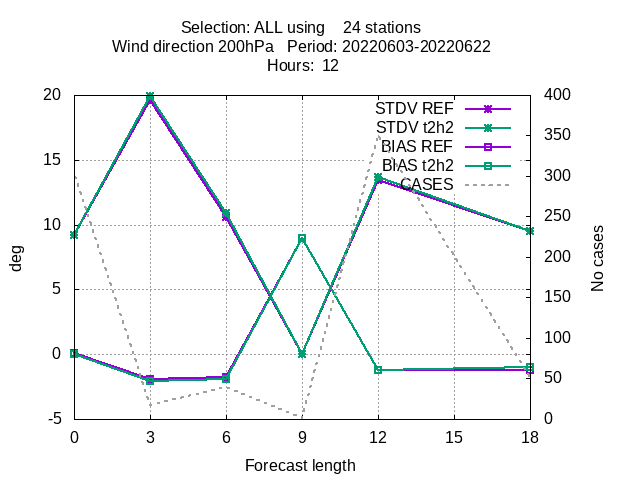 Selection: ALL using    24 stations
Wind direction 200hPa   Period: 20220603-20220622
Hours:  12
20
15
10
5
0
-5
deg
STDV REF
STDV t2h2
BIAS REF
BIAS t2h2
CASES
400
350
300
250
200
150
100
50
0
No cases
0 3 6 9 12 15 18
Forecast length